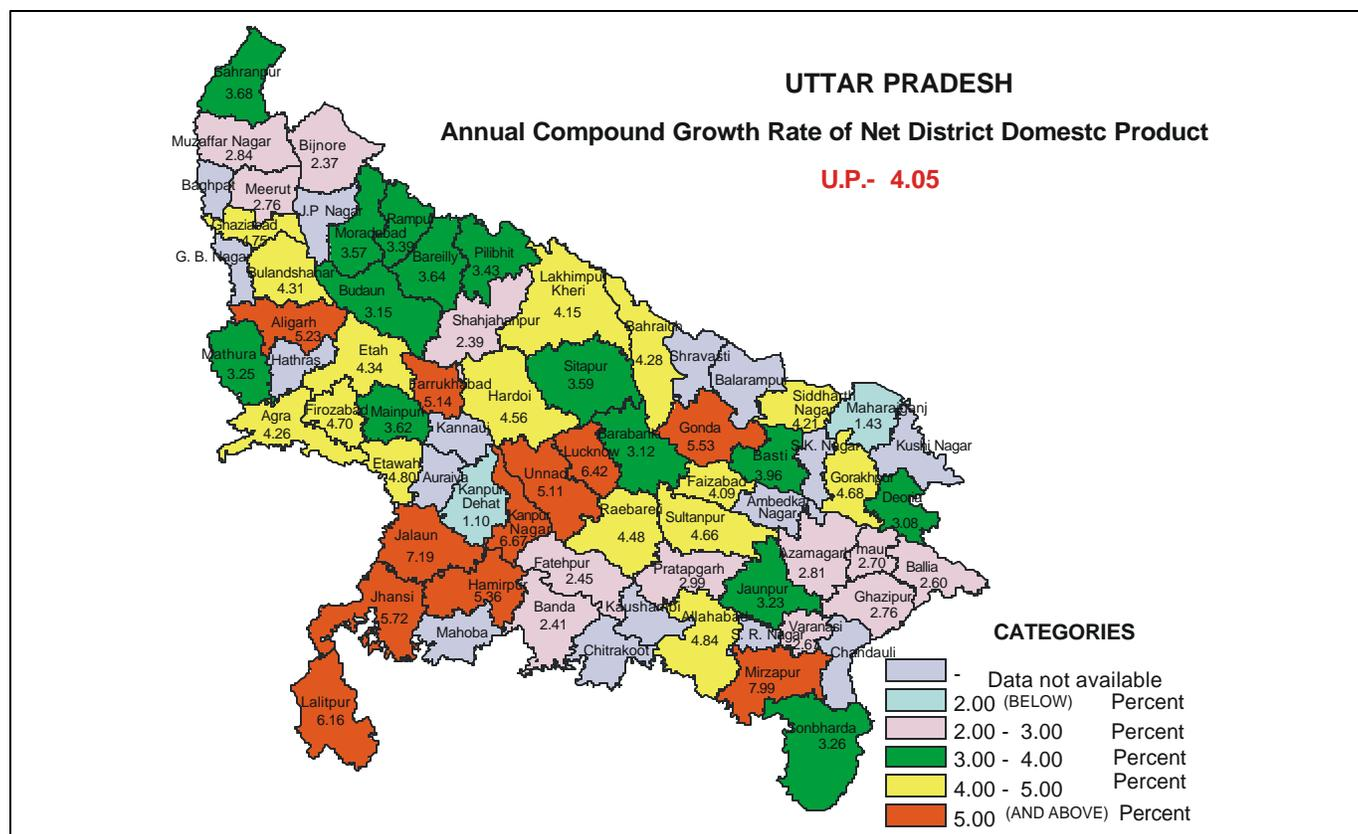 UTTAR PRADESH
Annual Compound Growth Rate of Net District Domestc Product
U.P.- 4.05
Sahranpur
3.68
Muzaffar Nagar
2.84
Bijnore
2.37
Baghpat
Meerut
2.76
J.P Nagar
Ghaziabad
4.75
G. B. Nagar
Bulandshahar
4.31
Moradabad
3.57
Rampur
3.39
Bareilly
3.64
Pilibhit
3.43
Budaun
3.15
Shahjahanpur
2.39
Lakhimpur
Kheri
4.15
Bahraich
4.28
Shravasti
Balarampur
Aligarh
5.23
Mathura
3.25
Hathras
Etah
4.34
Farrukhabad
5.14
Hardoi
4.56
Sitapur
3.59
Agra
4.26
Firozabad
4.70
Mainpuri
3.62
Kannauj
Etawah
4.80
Auraiya
Kanpur
Dehat
1.10
Unnao
5.11
Lucknow
6.42
Barabanki
3.12
Gonda
5.53
Siddharth
Nagar
4.21
Maharajganj
1.43
Basti
3.96
S.K. Nagar
Kushi Nagar
Gorakhpur
4.68
Deoria
3.08
Faizabad
4.09
Ambedkar
Nagar
Raebareli
4.48
Sultanpur
4.66
Kanpur
Nagar
6.67
Jalaun
7.19
Jhansi
5.72
Hamirpur
5.36
Fatehpur
2.45
Pratapgarh
2.99
Azamagarh
2.81
mau
2.70
Ballia
2.60
Ghazipur
2.76
Jaunpur
3.23
Banda
2.41
Mahoba
Kaushambi
Chitrakoot
Allahabad
4.84
S. R. Nagar
Varanasi
Chandauli
Mirzapur
7.99
Sonbharda
3.26
Lalitpur
6.16
CATEGORIES
- Data not available
2.00 (BELOW) Percent
2.00 - 3.00 Percent
3.00 - 4.00 Percent
4.00 - 5.00 Percent
5.00 (AND ABOVE) Percent